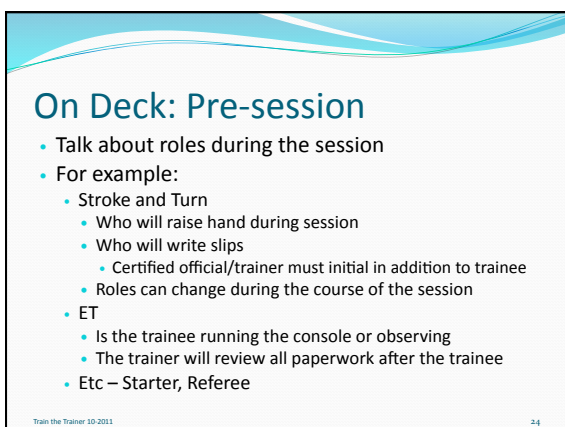 On Deck: Pre-session
• Talk about roles during the session
• For example:
• Stroke and Turn
• Who will raise hand during session
• Who will write slips
• Certified official/trainer must initial in addition to trainee
• Roles can change during the course of the session
• ET
• Is the trainee running the console or observing
• The trainer will review all paperwork after the trainee
• Etc – Starter, Referee
Train the Trainer 10-2011
24